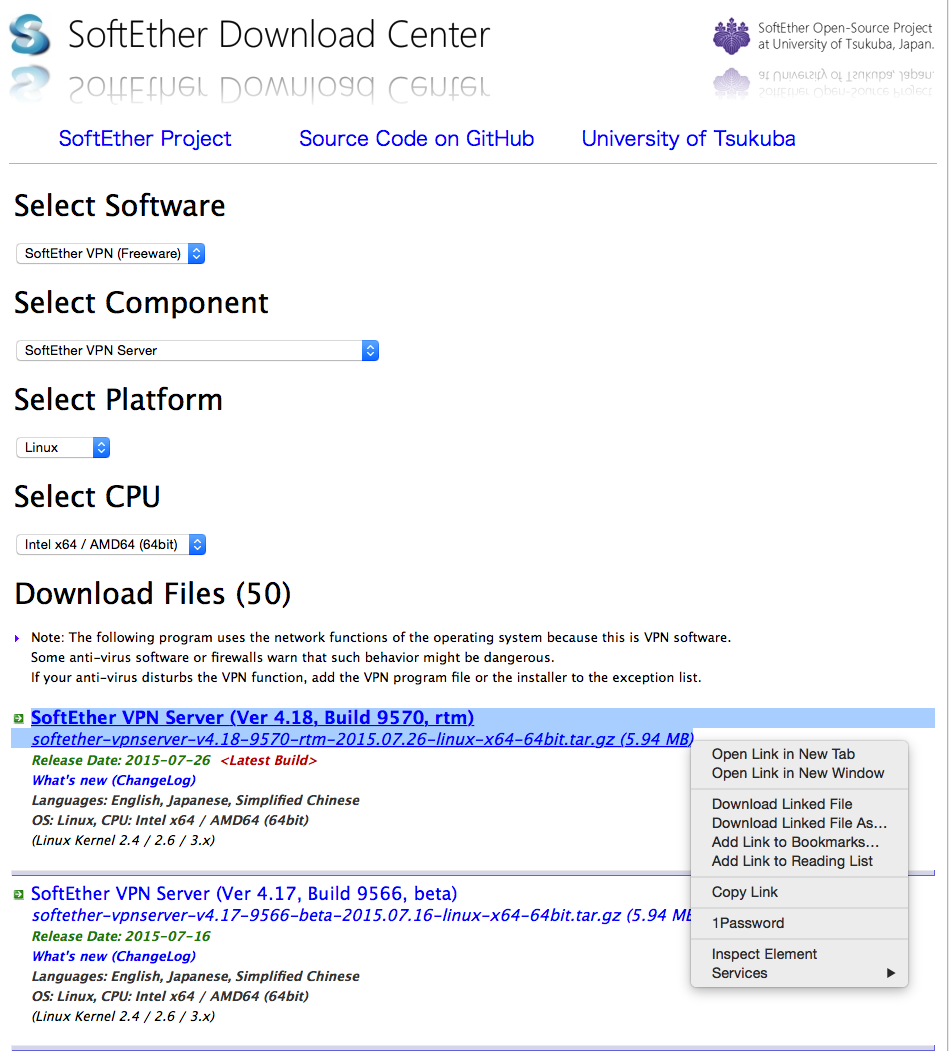 SoftEther Download Center
SoftEther Open-Source Project
at University of Tsukuba, Japan.
SoftEther Project
Source Code on GitHub
University of Tsukuba
Select Software
SoftEther VPN (Freeware)
Select Component
SoftEther VPN Server
Select Platform
Linux
Select CPU
Intel x64 / AMD64 (64bit)
Download Files (50)
Note: The following program uses the network functions of the operating system because this is VPN software.
Some anti-virus software or firewalls warn that such behavior might be dangerous.
If your anti-virus disturbs the VPN function, add the VPN program file or the installer to the exception list.
SoftEther VPN Server (Ver 4.18, Build 9570, rtm)
softether-vpnserver-v4.18-9570-rtm-2015.07.26-linux-x64-64bit.tar.gz (5.94 MB)
Release Date: 2015-07-26 <Latest Build>
What's new (ChangeLog)
Languages: English, Japanese, Simplified Chinese
OS: Linux, CPU: Intel x64 / AMD64 (64bit)
(Linux Kernel 2.4 / 2.6 / 3.x)
SoftEther VPN Server (Ver 4.17, Build 9566, beta)
softether-vpnserver-v4.17-9566-beta-2015.07.16-linux-x64-64bit.tar.gz (5.94 
Release Date: 2015-07-16
What's new (ChangeLog)
Languages: English, Japanese, Simplified Chinese
OS: Linux, CPU: Intel x64 / AMD64 (64bit)
(Linux Kernel 2.4 / 2.6 / 3.x)
Open Link in New Tab
Open Link in New Window
Download Linked File
Download Linked File As...
Add Link to Bookmarks...
Add Link to Reading List
Copy Link
1Password
Inspect Element
Services